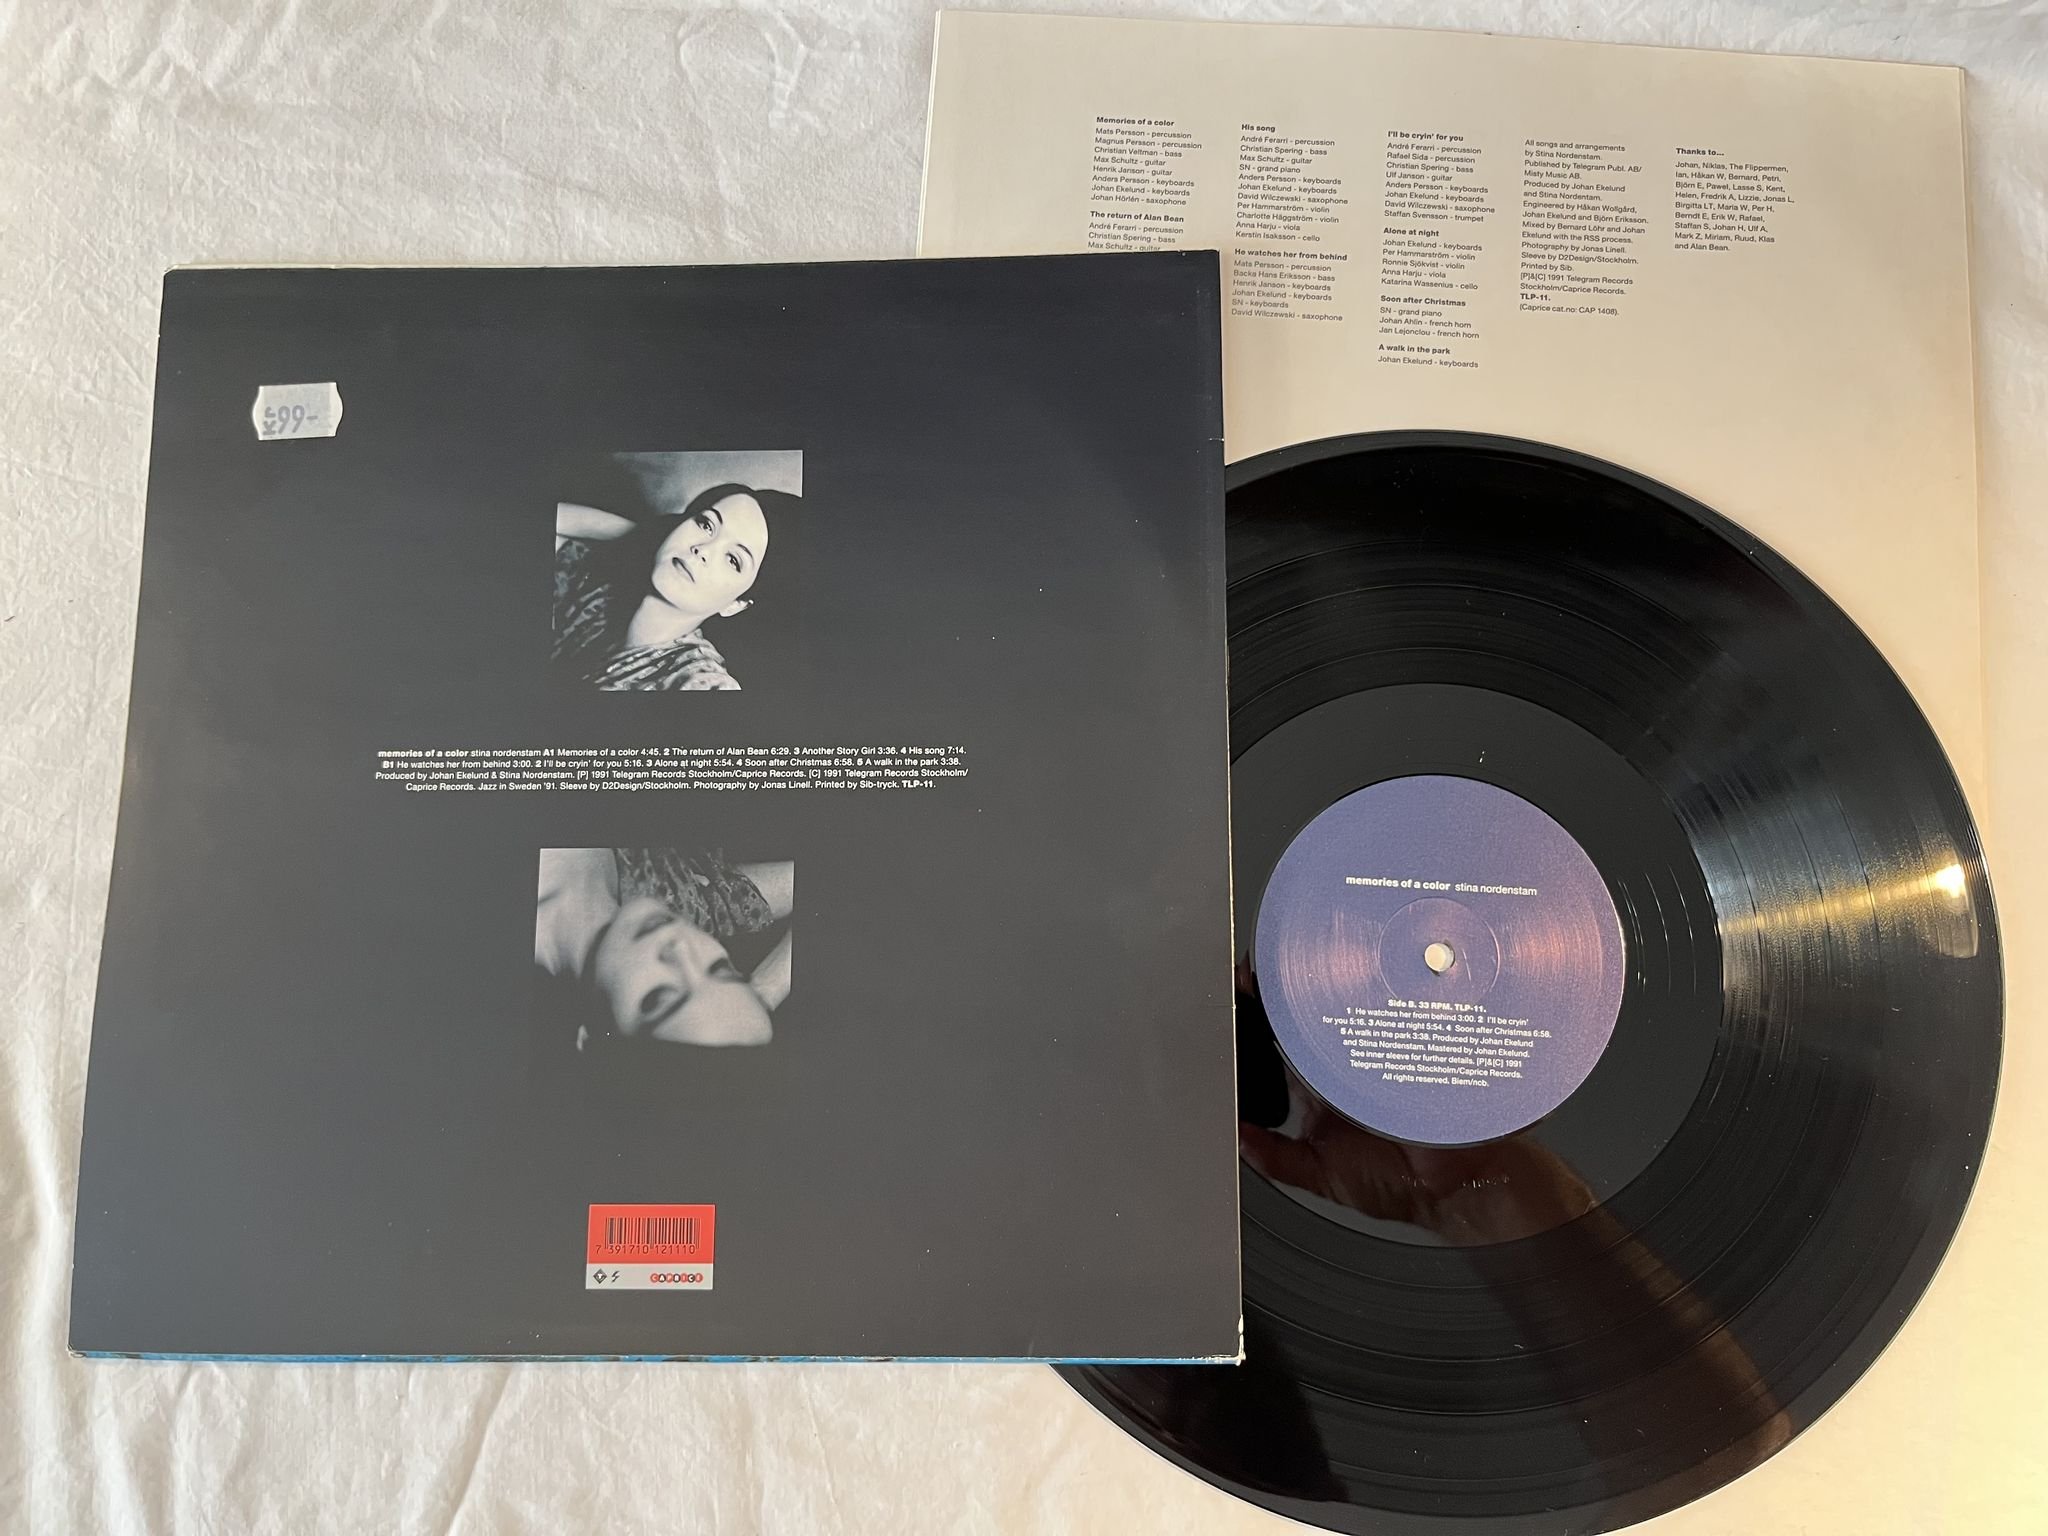 Memories of a color
Mats Persson - percussion
Magnus Persson - percussion
Christian Veltman - bass
Max Schultz - guitar
Henrik Janson - guitar
Anders Persson - keyboards
Johan Ekelund - keyboards
Johan Hörlén - saxophone
The return of Alan Bean
André Ferarri - percussion
Christian Spering - bass
Max Schultz - guitar
His song
André Ferarri - percussion
Christian Spering - bass
Max Schultz - guitar
SN - grand piano
Anders Persson - keyboards
Johan Ekelund - keyboards
David Wilczewski - saxophone
Per Hammarström - violin
Charlotte Häggström - violin
Anna Harju - viola
Kerstin Isaksson - cello
He watches her from behind
Mats Persson - percussion
Backa Hans Eriksson - bass
Henrik Janson - keyboards
Johan Ekelund - keyboards
SN - keyboards
David Wilczewski - saxophone
I'll be cryin' for you
André Ferarri - percussion
Rafael Sida - percussion
Christian Spering - bass
Ulf Janson - guitar
Anders Persson - keyboards
Johan Ekelund - keyboards
David Wilczewski - saxophone
Staffan Svensson - trumpet
Alone at night
Johan Ekelund - keyboards
Per Hammarström - violin
Ronnie Sjökvist - violin
Anna Harju - viola
Katarina Wassenius - cello
Soon after Christmas
SN - grand piano
Johan Ahlin - french horn
Jan Lejonclou - french horn
A walk in the park
Johan Ekelund - keyboards
All songs and arrangements
by Stina Nordenstam.
Published by Telegram Publ. AB/
Misty Music AB.
Produced by Johan Ekelund
and Stina Nordentam.
Engineered by Håkan Wollgård,
Johan Ekelund and Björn Eriksson.
Mixed by Bernard Löhr and Johan
Ekelund with the RSS process.
Photography by Jonas Linell.
Sleeve by D2Design/Stockholm.
Printed by Sib.
[P]&[C] 1991 Telegram Records
Stockholm/Caprice Records.
TLP-11.
(Caprice cat.no: CAP 1408).
Thanks to...
Johan, Niklas, The Flippermen,
Ian, Håkan W, Bernard, Petri,
Björn E, Pawel, Lasse S, Kent,
Helen, Fredrik A, Lizzie, Jonas L,
Birgitta LT, Maria W, Per H,
Berndt E, Erik W, Rafael,
Staffan S, Johan H, Ulf A,
Mark Z, Miriam, Ruud, Klas
and Alan Bean.
Kr 99-
memories of a color stina nordenstam A1 Memories of a color 4:45. 2 The return of Alan Bean 6:29. 3 Another Story Girl 3:36. 4 His song 7:14.
B1 He watches her from behind 3:00. 2 I'll be cryin' for you 5:16. 3 Alone at night 5:54. 4 Soon after Christmas 6:58. 5 A walk in the park 3:38.
Produced by Johan Ekelund & Stina Nordenstam. [P] 1991 Telegram Records Stockholm/Caprice Records. [C] 1991 Telegram Records Stockholm/
Caprice Records. Jazz in Sweden '91. Sleeve by D2Design/Stockholm. Photography by Jonas Linell. Printed by Sib-tryck. TLP-11.
7 391710 121110
CAPRICE
memories of a color stina nordenstam
Side B. 33 RPM. TLP-11.
1 He watches her from behind 3:00. 2 I'll be cryin'
for you 5:16. 3 Alone at night 5:54. 4 Soon after Christmas 6:58.
5 A walk in the park 3:38. Produced by Johan Ekelund
and Stina Nordenstam. Mastered by Johan Ekelund.
See inner sleeve for further details. [P]&[C] 1991
Telegram Records Stockholm/Caprice Records.
All rights reserved. Biem/ncb.